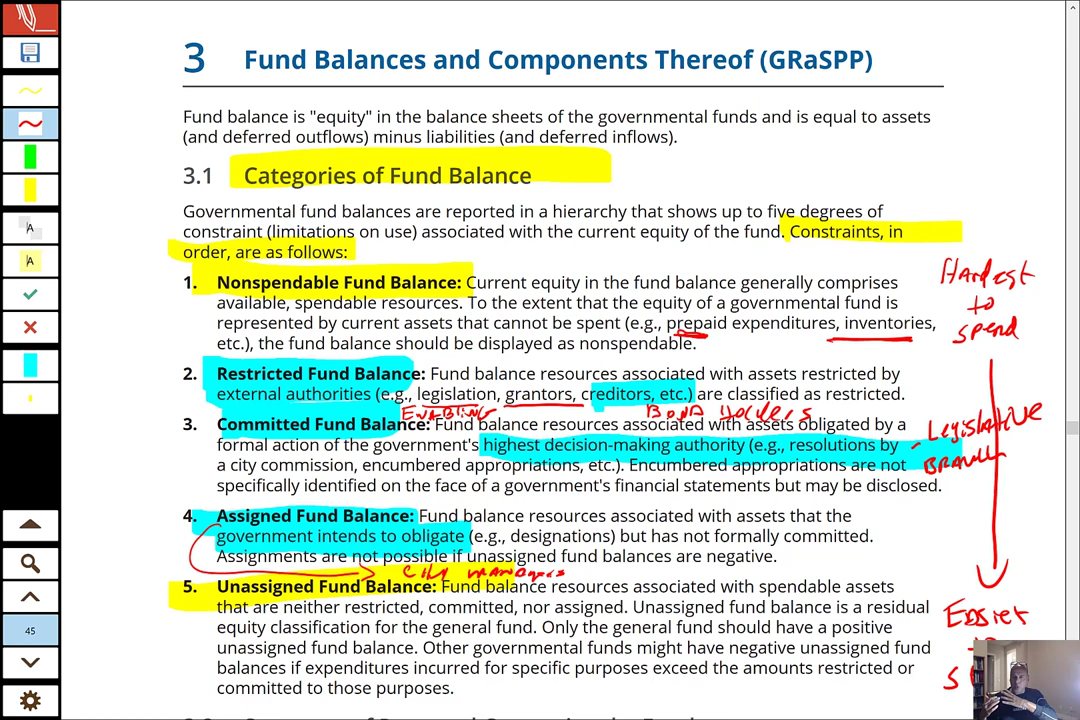 3 Fund Balances and Components Thereof (GRaSPP)
Fund balance is "equity" in the balance sheets of the governmental funds and is equal to assets
(and deferred outflows) minus liabilities (and deferred inflows).
3.1 Categories of Fund Balance
Governmental fund balances are reported in a hierarchy that shows up to five degrees of
constraint (limitations on use) associated with the current equity of the fund. Constraints, in
order, are as follows:
Hardest
to
spend
1. Nonspendable Fund Balance: Current equity in the fund balance generally comprises
available, spendable resources. To the extent that the equity of a governmental fund is
represented by current assets that cannot be spent (e.g., prepaid expenditures, inventories,
etc.), the fund balance should be displayed as nonspendable.
2. Restricted Fund Balance: Fund balance resources associated with assets restricted by
external authorities (e.g., legislation, grantors, creditors, etc.) are classified as restricted.
ENABLING BOND Holders
3. Committed Fund Balance: Fund balance resources associated with assets obligated by a
formal action of the government's highest decision-making authority (e.g., resolutions by
a city commission, encumbered appropriations, etc.). Encumbered appropriations are not
specifically identified on the face of a government's financial statements but may be disclosed.
Legislative
Branch
4. Assigned Fund Balance: Fund balance resources associated with assets that the
government intends to obligate (e.g., designations) but has not formally committed.
Assignments are not possible if unassigned fund balances are negative.
City managers
5. Unassigned Fund Balance: Fund balance resources associated with spendable assets
that are neither restricted, committed, nor assigned. Unassigned fund balance is a residual
equity classification for the general fund. Only the general fund should have a positive
unassigned fund balance. Other governmental funds might have negative unassigned fund
balances if expenditures incurred for specific purposes exceed the amounts restricted or
committed to those purposes.
Easier
A
A
45